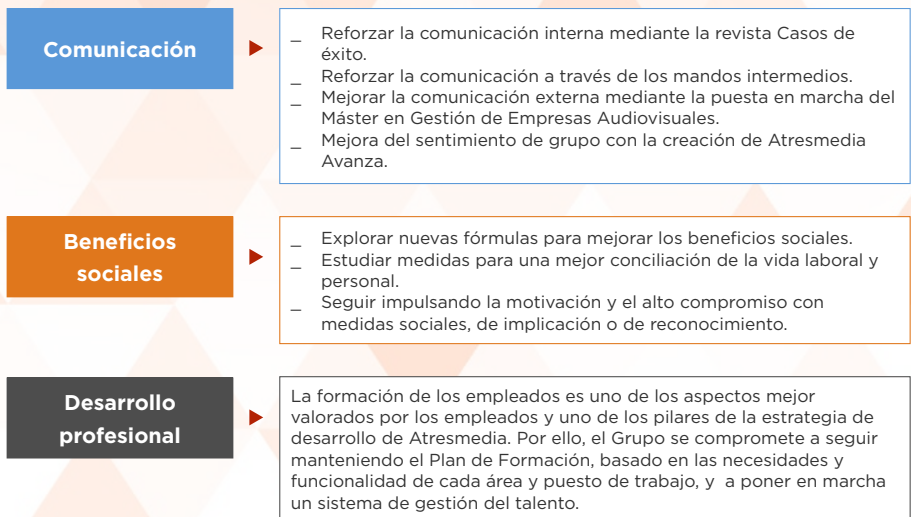 Comunicación
_ Reforzar la comunicación interna mediante la revista Casos de
éxito.
_ Reforzar la comunicación a través de los mandos intermedios.
_ Mejorar la comunicación externa mediante la puesta en marcha del
Máster en Gestión de Empresas Audiovisuales.
_ Mejora del sentimiento de grupo con la creación de Atresmedia
Avanza.
Beneficios
sociales
_ Explorar nuevas fórmulas para mejorar los beneficios sociales.
_ Estudiar medidas para una mejor conciliación de la vida laboral y
personal.
_ Seguir impulsando la motivación y el alto compromiso con
medidas sociales, de implicación o de reconocimiento.
Desarrollo
profesional
La formación de los empleados es uno de los aspectos mejor
valorados por los empleados y uno de los pilares de la estrategia de
desarrollo de Atresmedia. Por ello, el Grupo se compromete a seguir
manteniendo el Plan de Formación, basado en las necesidades y
funcionalidad de cada área y puesto de trabajo, y a poner en marcha
un sistema de gestión del talento.